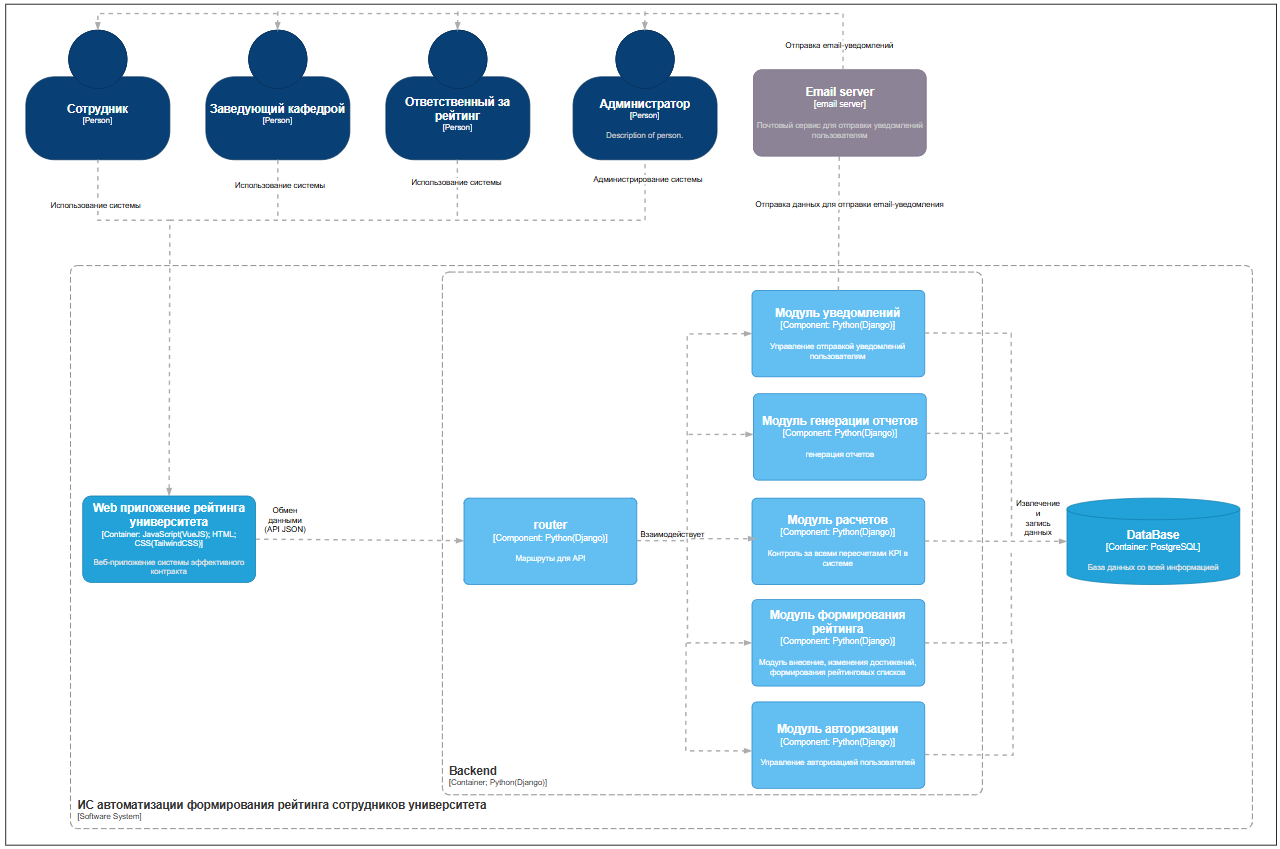 Отправка email-уведомлений
Сотрудник
[Person]
Заведующий кафедрой
[Person]
Ответственный за
рейтинг
[Person]
Администратор
[Person]
Description of person.
Email server
[email server]
Почтовый сервис для отправки уведомлений
пользователям
Использование системы
Использование системы
Использование системы
Администрирование системы
Отправка данных для отправки email-уведомления
Модуль уведомлений
[Component: Python(Django)]
Управление отправкой уведомлений
пользователям
Модуль генерации отчетов
[Component: Python(Django)]
генерация отчетов
Web приложение рейтинга
университета
[Container: JavaScript(VueJS); HTML;
CSS(TailwindCSS)]
Веб-приложение системы эффективного
контракта
Обмен
данными
(API JSON)
router
[Component: Python(Django)]
Маршруты для API
Взаимодействует
Модуль расчетов
[Component: Python(Django)]
Контроль за всеми пересчетами KPI в
системе
Извлечение
и
запись
данных
DataBase
[Container: PostgreSQL]
База данных со всей информацией
Модуль формирования
рейтинга
[Component: Python(Django)]
Модуль внесение, изменения достижений,
формирования рейтинговых списков
Модуль авторизации
[Component: Python(Django)]
Управление авторизацией пользователей
Backend
[Container; Python(Django)]
ИС автоматизации формирования рейтинга сотрудников университета
[Software System]